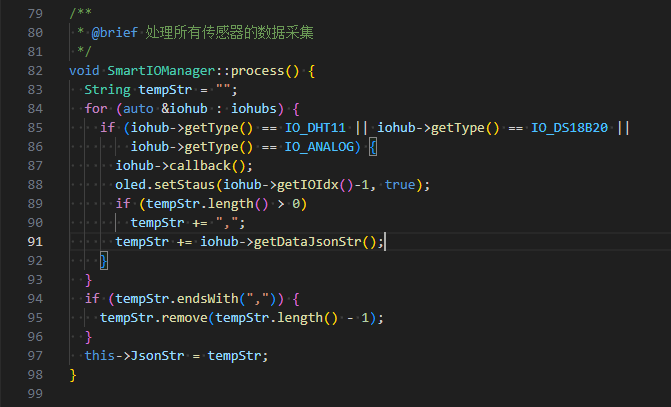 79 /**
80  * @brief 处理所有传感器的数据采集
81  */
82 void SmartIOManager::process() {
83   String tempStr = "";
84   for (auto &iohub : iohubs) {
85     if (iohub->getType() == IO_DHT11 || iohub->getType() == IO_DS18B20 ||
86         iohub->getType() == IO_ANALOG) {
87       iohub->callback();
88       oled.setStaus(iohub->getIOIdx()-1, true);
89       if (tempStr.length() > 0)
90         tempStr += ",";
91       tempStr += iohub->getDataJsonStr();
92     }
93   }
94   if (tempStr.endsWith(",")) {
95     tempStr.remove(tempStr.length() - 1);
96   }
97   this->JsonStr = tempStr;
98 }
99